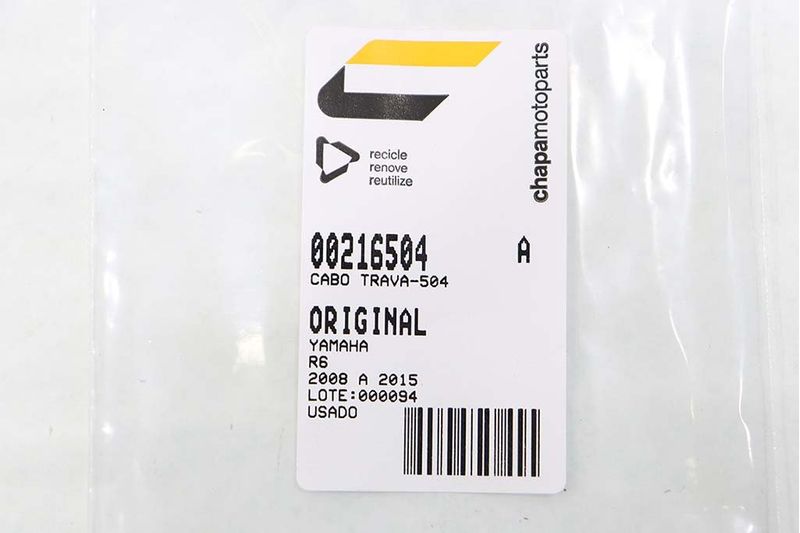 chapamotoparts
recicle
renove
reutilize
00216504 A
CABO TRAVA-504
ORIGINAL
YAMAHA
R6
2008 A 2015
LOTE:000094
USADO